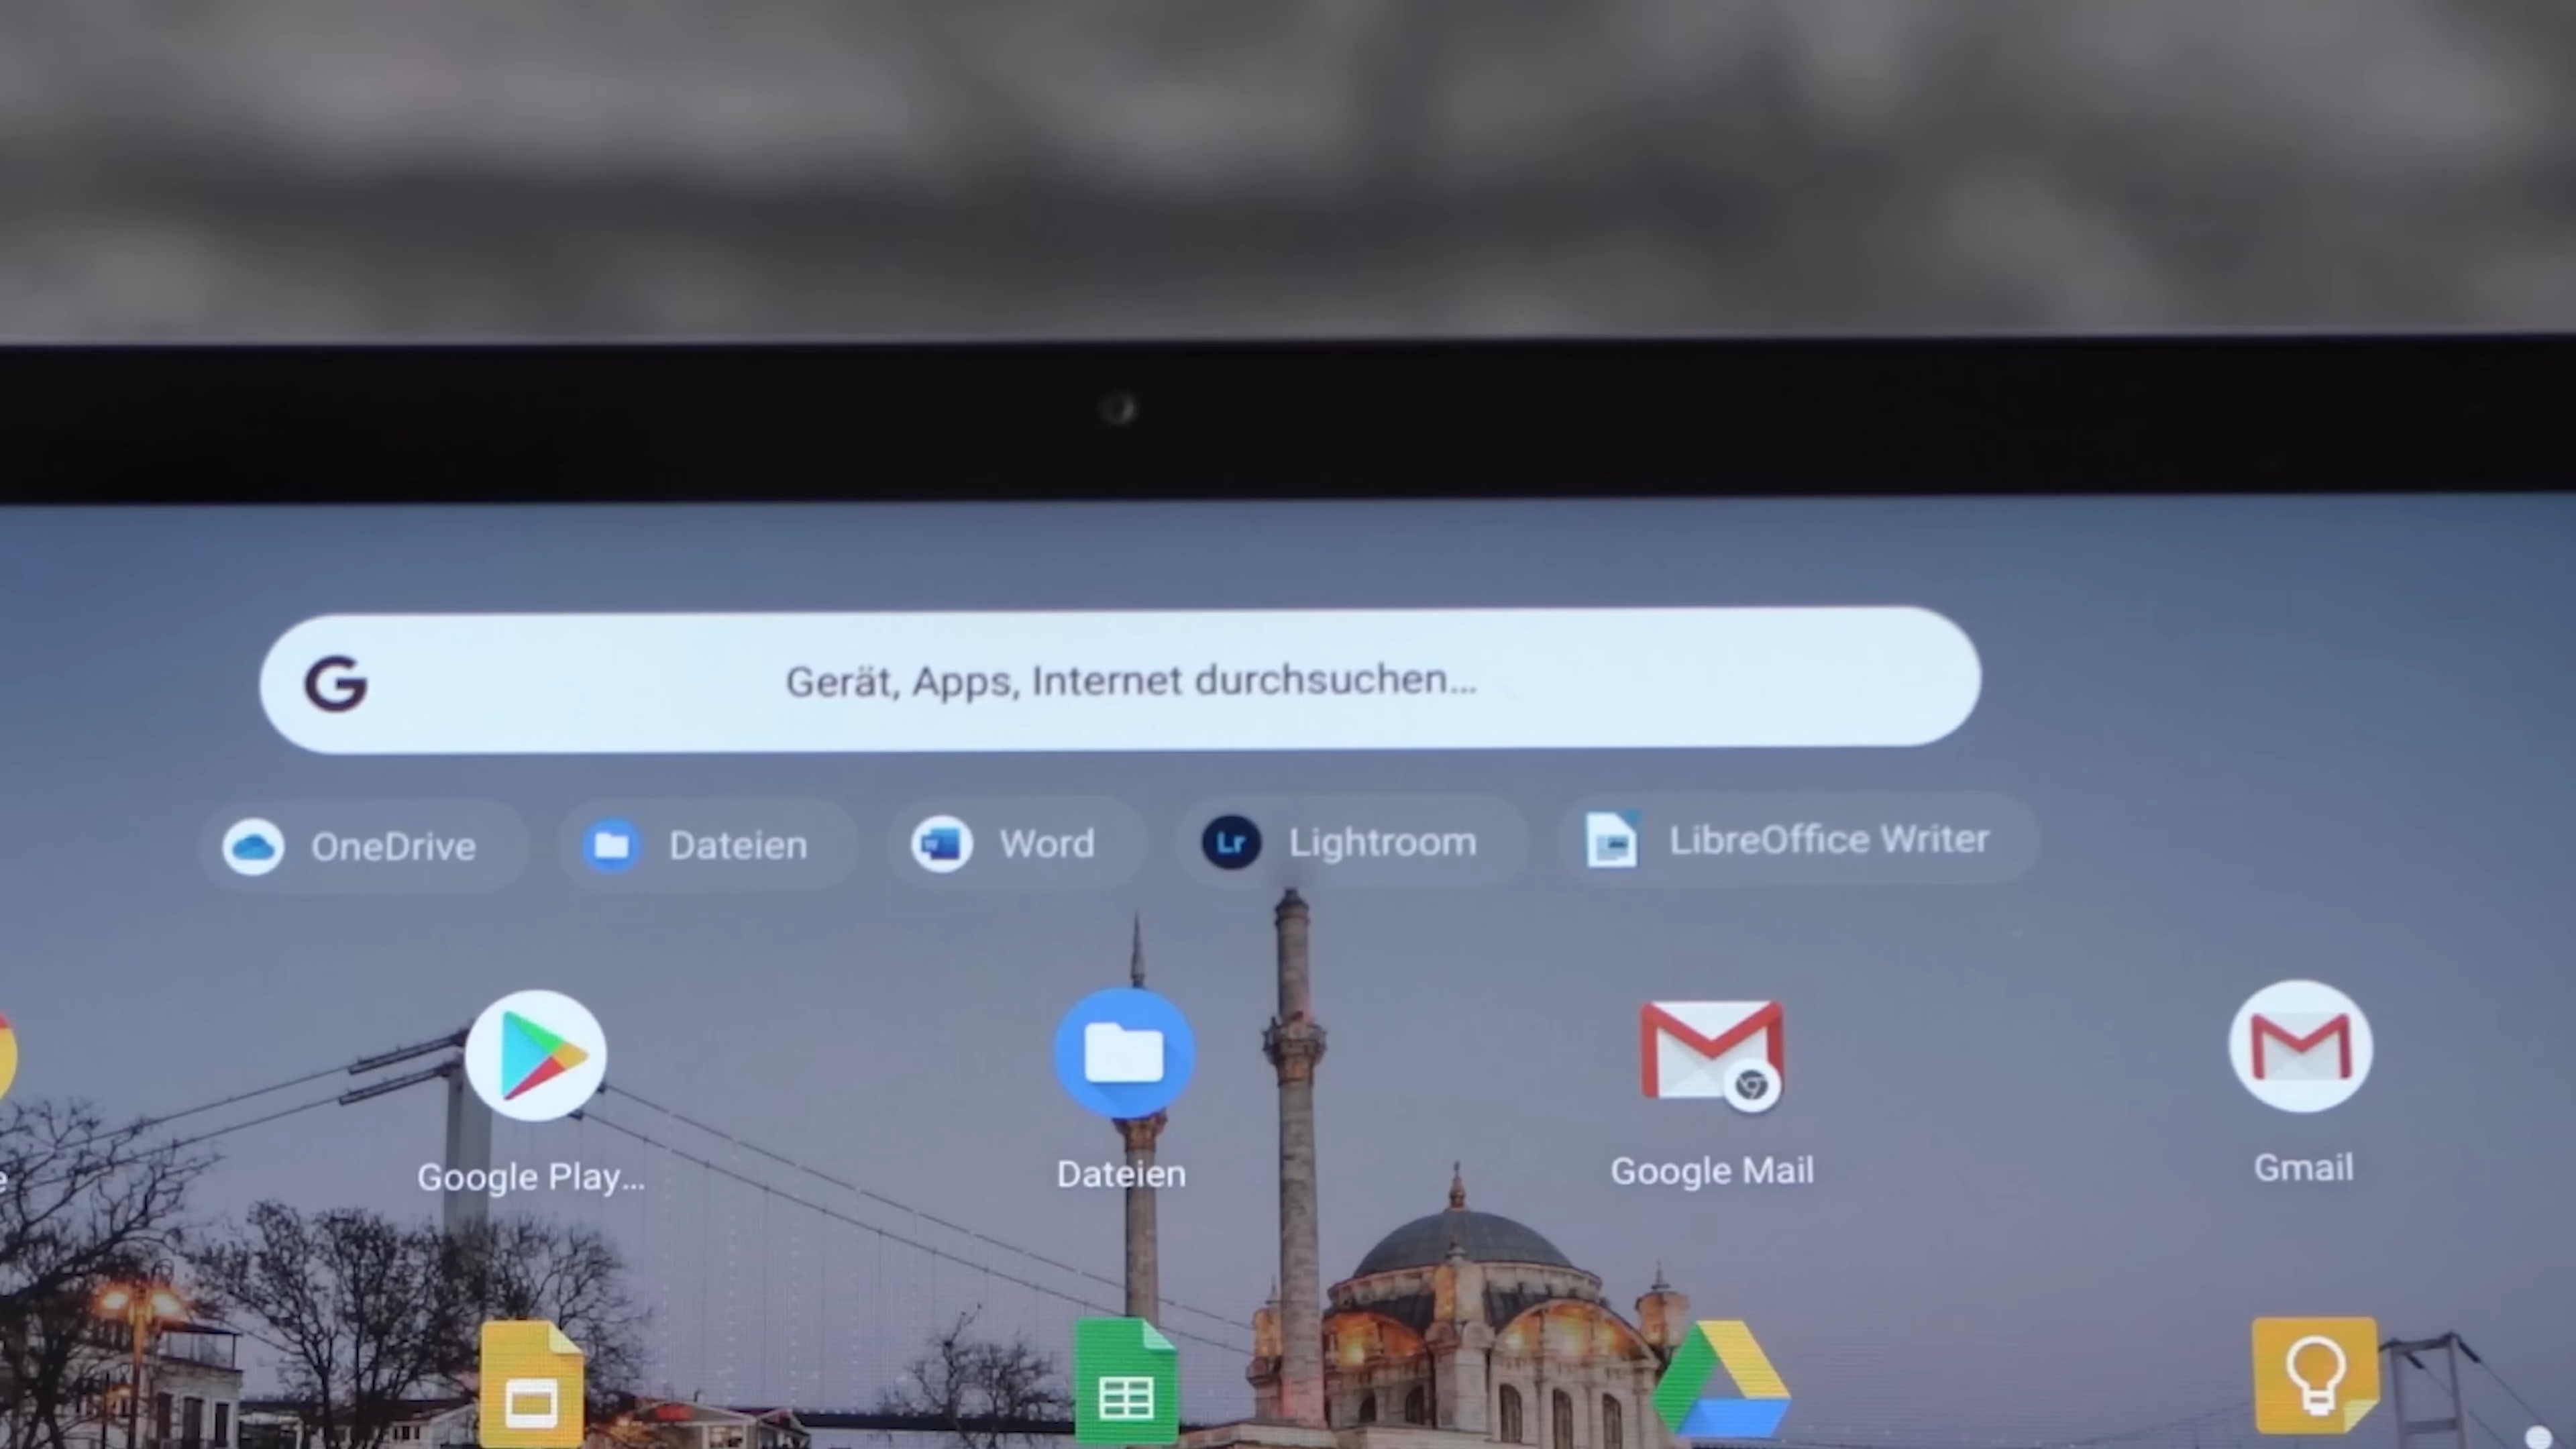 G
Gerät, Apps, Internet durchsuchen...
OneDrive
Dateien
Word
Lr
Lightroom
LibreOffice Writer
e
Google Play...
Dateien
Google Mail
Gmail